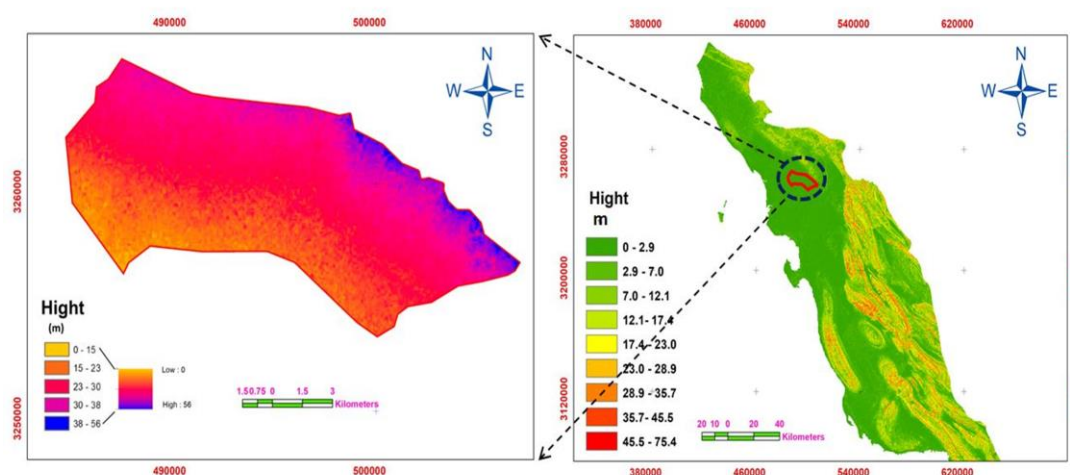 490000 500000
N
W E
S
3260000
3250000
Hight
(m)
0 - 15
15 - 23
23 - 30
30 - 38
38 - 56
Low : 0
High : 56
1.5 0.75 0 1.5 3
Kilometers
490000 500000
380000 460000 540000 620000
N
W E
S
3280000
3200000
3120000
Hight
m
0 - 2.9
2.9 - 7.0
7.0 - 12.1
12.1 - 17.4
17.4 - 23.0
23.0 - 28.9
28.9 - 35.7
35.7 - 45.5
45.5 - 75.4
20 10 0 20 40
Kilometers
380000 460000 540000 620000